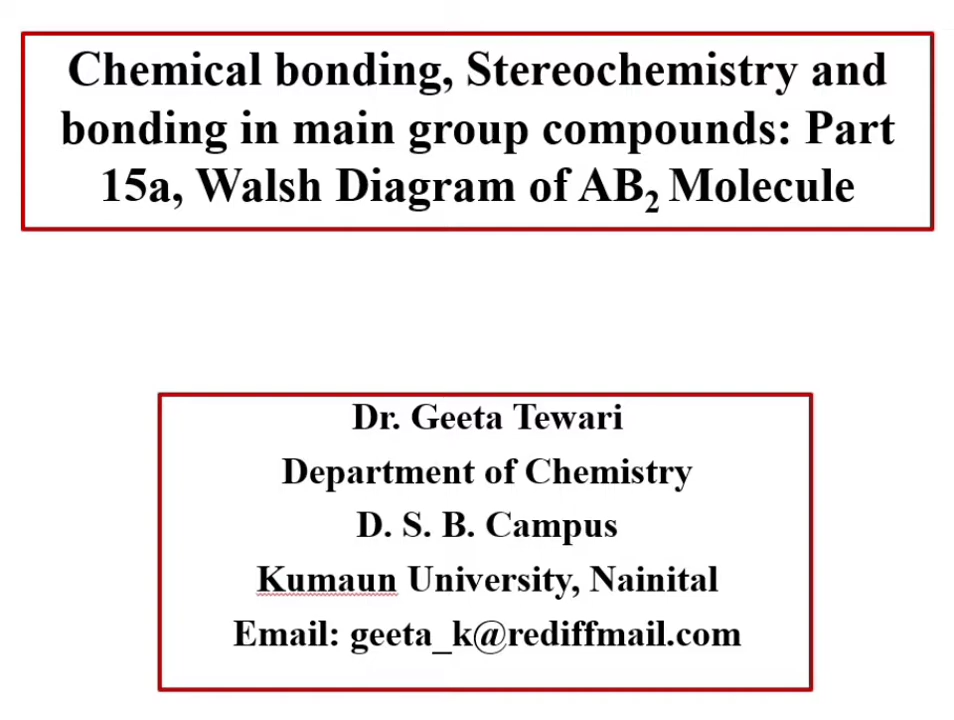 Chemical bonding, Stereochemistry and
bonding in main group compounds: Part
15a, Walsh Diagram of AB₂ Molecule
Dr. Geeta Tewari
Department of Chemistry
D. S. B. Campus
Kumaun University, Nainital
Email: geeta_k@rediffmail.com